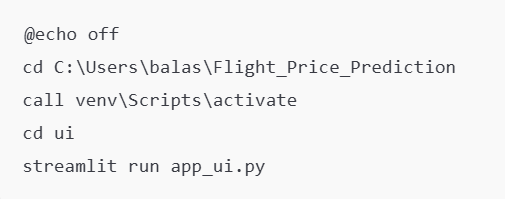 @echo off
cd C:\Users\balas\Flight_Price_Prediction
call venv\Scripts\activate
cd ui
streamlit run app_ui.py